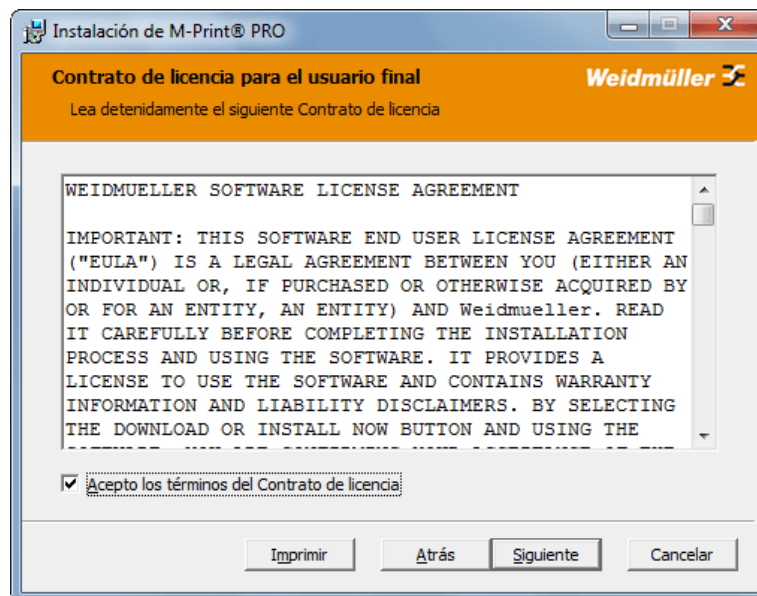 Instalación de M-Print® PRO
Contrato de licencia para el usuario final
Weidmüller
Lea detenidamente el siguiente Contrato de licencia
WEIDMUELLER SOFTWARE LICENSE AGREEMENT
IMPORTANT: THIS SOFTWARE END USER LICENSE AGREEMENT
("EULA") IS A LEGAL AGREEMENT BETWEEN YOU (EITHER AN
INDIVIDUAL OR, IF PURCHASED OR OTHERWISE ACQUIRED BY
OR FOR AN ENTITY, AN ENTITY) AND Weidmueller. READ
IT CAREFULLY BEFORE COMPLETING THE INSTALLATION
PROCESS AND USING THE SOFTWARE. IT PROVIDES A
LICENSE TO USE THE SOFTWARE AND CONTAINS WARRANTY
INFORMATION AND LIABILITY DISCLAIMERS. BY SELECTING
THE DOWNLOAD OR INSTALL NOW BUTTON AND USING THE
Acepto los términos del Contrato de licencia
Imprimir
Atrás
Siguiente
Cancelar